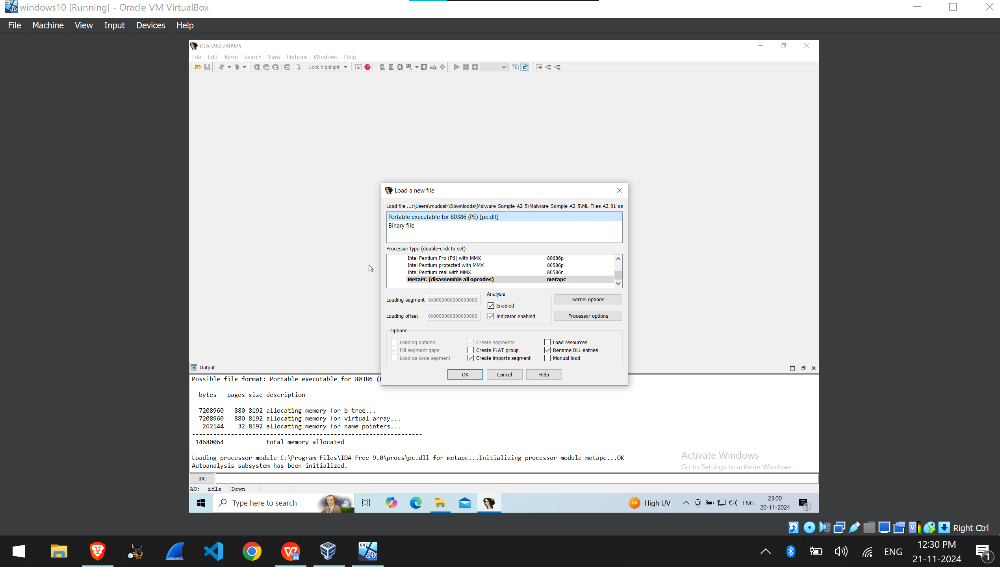 windows10 [Running] - Oracle VM VirtualBox
File Machine View Input Devices Help
IDA v9.0.240925
File Edit Jump Search View Options Windows Help
Lock highlight
Load a new file
Load file ...:\Users\mudasir\Downloads\Malware-Sample-A2-5\Malware-Sample-A2-5\ML-Files-A2-01 as
Portable executable for 80386 (PE) [pe.dll]
Binary file
Processor type (double-click to set)
Intel Pentium Pro (P6) with MMX 80686p
Intel Pentium protected with MMX 80586p
Intel Pentium real with MMX 80586r
MetaPC (disassemble all opcodes) metapc
Loading segment 0x0000000000000000
Analysis
Enabled
Kernel options
Loading offset 0x0000000000000000
Indicator enabled
Processor options
Options
Loading options Create segments Load resources
Fill segment gaps Create FLAT group Rename DLL entries
Load as code segment Create imports segment Manual load
OK Cancel Help
Output
Possible file format: Portable executable for 80386 (
bytes pages size description
--------- ----- ---- --------------------------------------------
7208960 880 8192 allocating memory for b-tree...
7208960 880 8192 allocating memory for virtual array...
262144 32 8192 allocating memory for name pointers...
-----------------------------------------------------------------
14680064 total memory allocated
Loading processor module C:\Program Files\IDA Free 9.0\procs\pc.dll for metapc...Initializing processor module metapc...OK
Autoanalysis subsystem has been initialized.
Activate Windows
Go to Settings to activate Windows.
IDC
AU: idle Down
Type here to search
UV High UV
ENG
23:00
20-11-2024
1
Right Ctrl
64
10
ENG
12:30 PM
21-11-2024
1